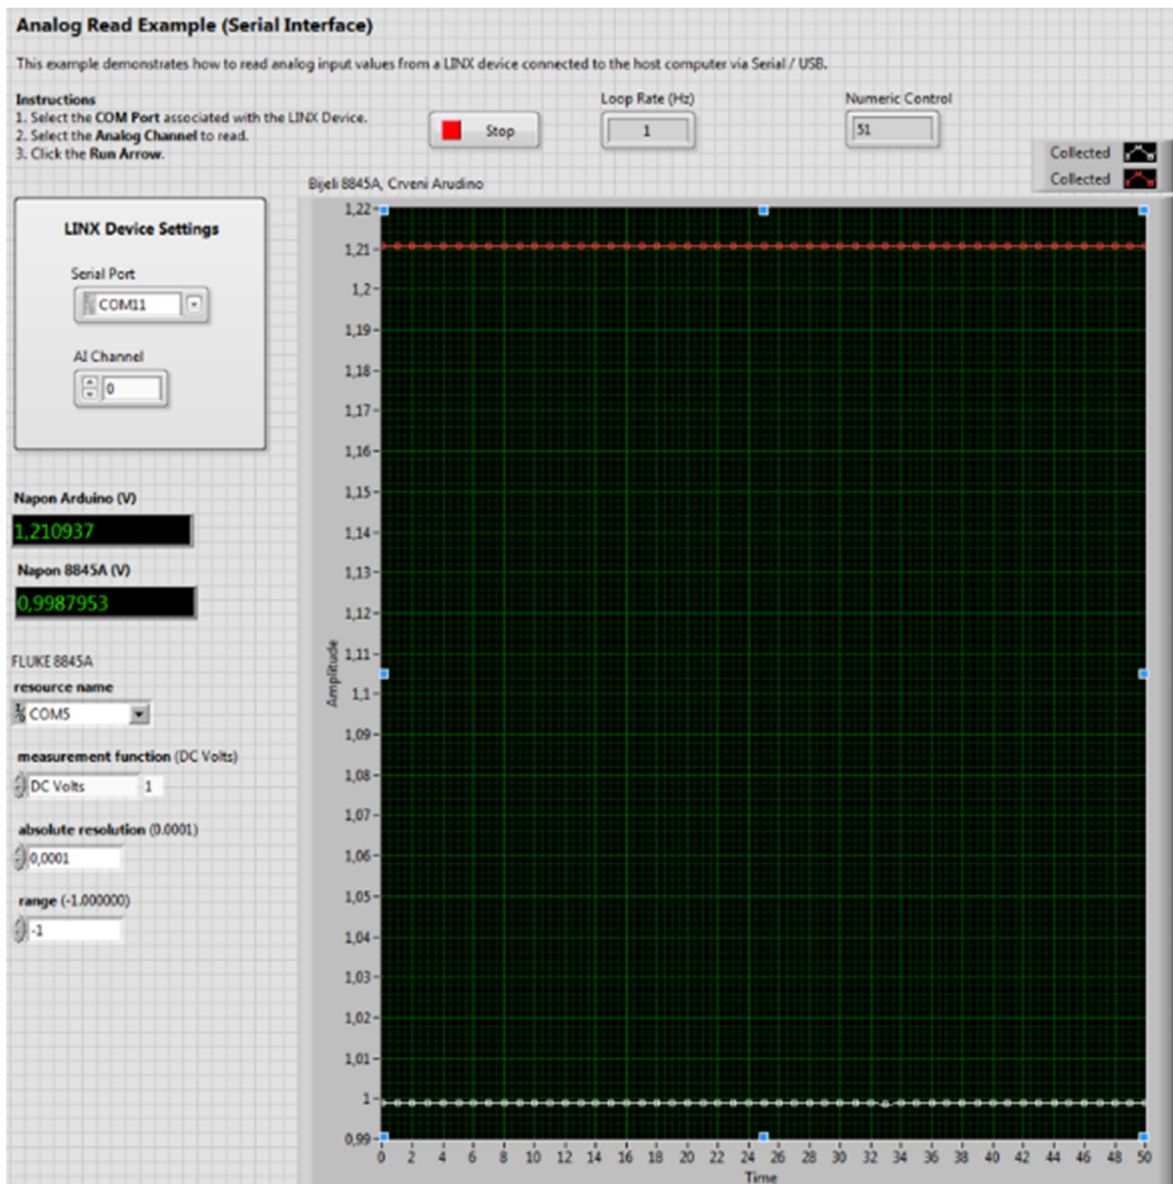 Analog Read Example (Serial Interface)
This example demonstrates how to read analog input values from a LINX device connected to the host computer via Serial / USB.
Instructions
1. Select the COM Port associated with the LINX Device.
2. Select the Analog Channel to read.
3. Click the Run Arrow.
Stop
Loop Rate (Hz)
1
Numeric Control
51
Collected
Collected
Bijeli 8845A, Crveni Arudino
LINX Device Settings
Serial Port
COM11
AI Channel
0
Napon Arduino (V)
1,210937
Napon 8845A (V)
0,9987953
FLUKE 8845A
resource name
COM5
measurement function (DC Volts)
DC Volts 1
absolute resolution (0.0001)
0,0001
range (-1.000000)
-1
Amplitude
1,22
1,21
1,2
1,19
1,18
1,17
1,16
1,15
1,14
1,13
1,12
1,11
1,1
1,09
1,08
1,07
1,06
1,05
1,04
1,03
1,02
1,01
1
0,99
0 2 4 6 8 10 12 14 16 18 20 22 24 26 28 30 32 34 36 38 40 42 44 46 48 50
Time